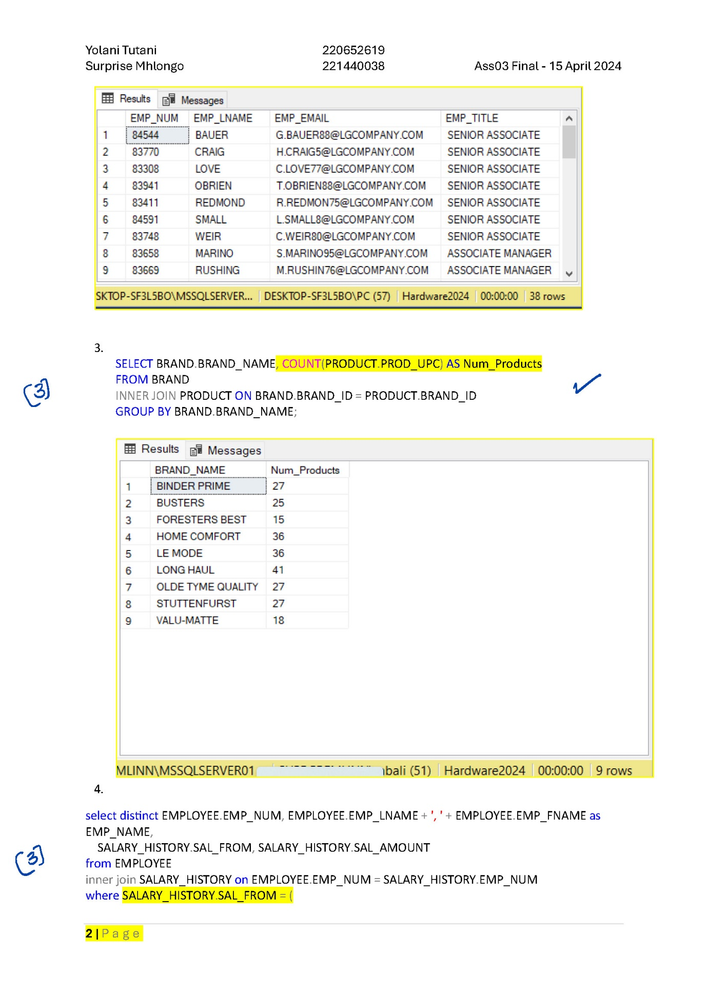 Yolani Tutani 220652619
Surprise Mhlongo 221440038 Ass03 Final - 15 April 2024
Results Messages
EMP_NUM EMP_LNAME EMP_EMAIL EMP_TITLE
1 84544 BAUER G.BAUER88@LGCOMPANY.COM SENIOR ASSOCIATE
2 83770 CRAIG H.CRAIG5@LGCOMPANY.COM SENIOR ASSOCIATE
3 83308 LOVE C.LOVE77@LGCOMPANY.COM SENIOR ASSOCIATE
4 83941 OBRIEN T.OBRIEN88@LGCOMPANY.COM SENIOR ASSOCIATE
5 83411 REDMOND R.REDMON75@LGCOMPANY.COM SENIOR ASSOCIATE
6 84591 SMALL L.SMALL8@LGCOMPANY.COM SENIOR ASSOCIATE
7 83748 WEIR C.WEIR80@LGCOMPANY.COM SENIOR ASSOCIATE
8 83658 MARINO S.MARINO95@LGCOMPANY.COM ASSOCIATE MANAGER
9 83669 RUSHING M.RUSHIN76@LGCOMPANY.COM ASSOCIATE MANAGER
SKTOP-SF3L5BO\MSSQLSERVER... DESKTOP-SF3L5BO\PC (57) Hardware2024 00:00:00 38 rows
3.
SELECT BRAND.BRAND_NAME, COUNT(PRODUCT.PROD_UPC) AS Num_Products
FROM BRAND
[3]
INNER JOIN PRODUCT ON BRAND.BRAND_ID = PRODUCT.BRAND_ID
GROUP BY BRAND.BRAND_NAME;
Results Messages
BRAND_NAME Num_Products
1 BINDER PRIME 27
2 BUSTERS 25
3 FORESTERS BEST 15
4 HOME COMFORT 36
5 LE MODE 36
6 LONG HAUL 41
7 OLDE TYME QUALITY 27
8 STUTTENFURST 27
9 VALU-MATTE 18
MLINN\MSSQLSERVER01 bali (51) Hardware2024 00:00:00 9 rows
4.
select distinct EMPLOYEE.EMP_NUM, EMPLOYEE.EMP_LNAME + ', ' + EMPLOYEE.EMP_FNAME as
EMP_NAME,
SALARY_HISTORY.SAL_FROM, SALARY_HISTORY.SAL_AMOUNT
[3]
from EMPLOYEE
inner join SALARY_HISTORY on EMPLOYEE.EMP_NUM = SALARY_HISTORY.EMP_NUM
where SALARY_HISTORY.SAL_FROM = (
2 | Page